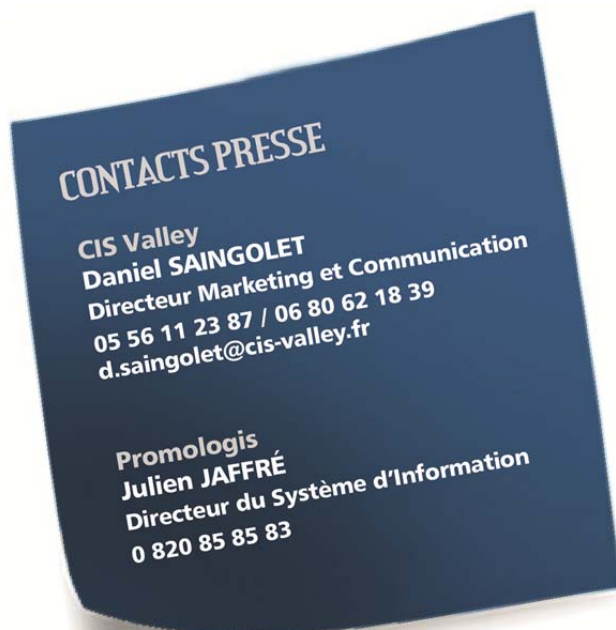 CONTACTS PRESSE
CIS Valley
Daniel SAINGOLET
Directeur Marketing et Communication
05 56 11 23 87 / 06 80 62 18 39
d.saingolet@cis-valley.fr
Promologis
Julien JAFFRÉ
Directeur du Système d’Information
0 820 85 85 83